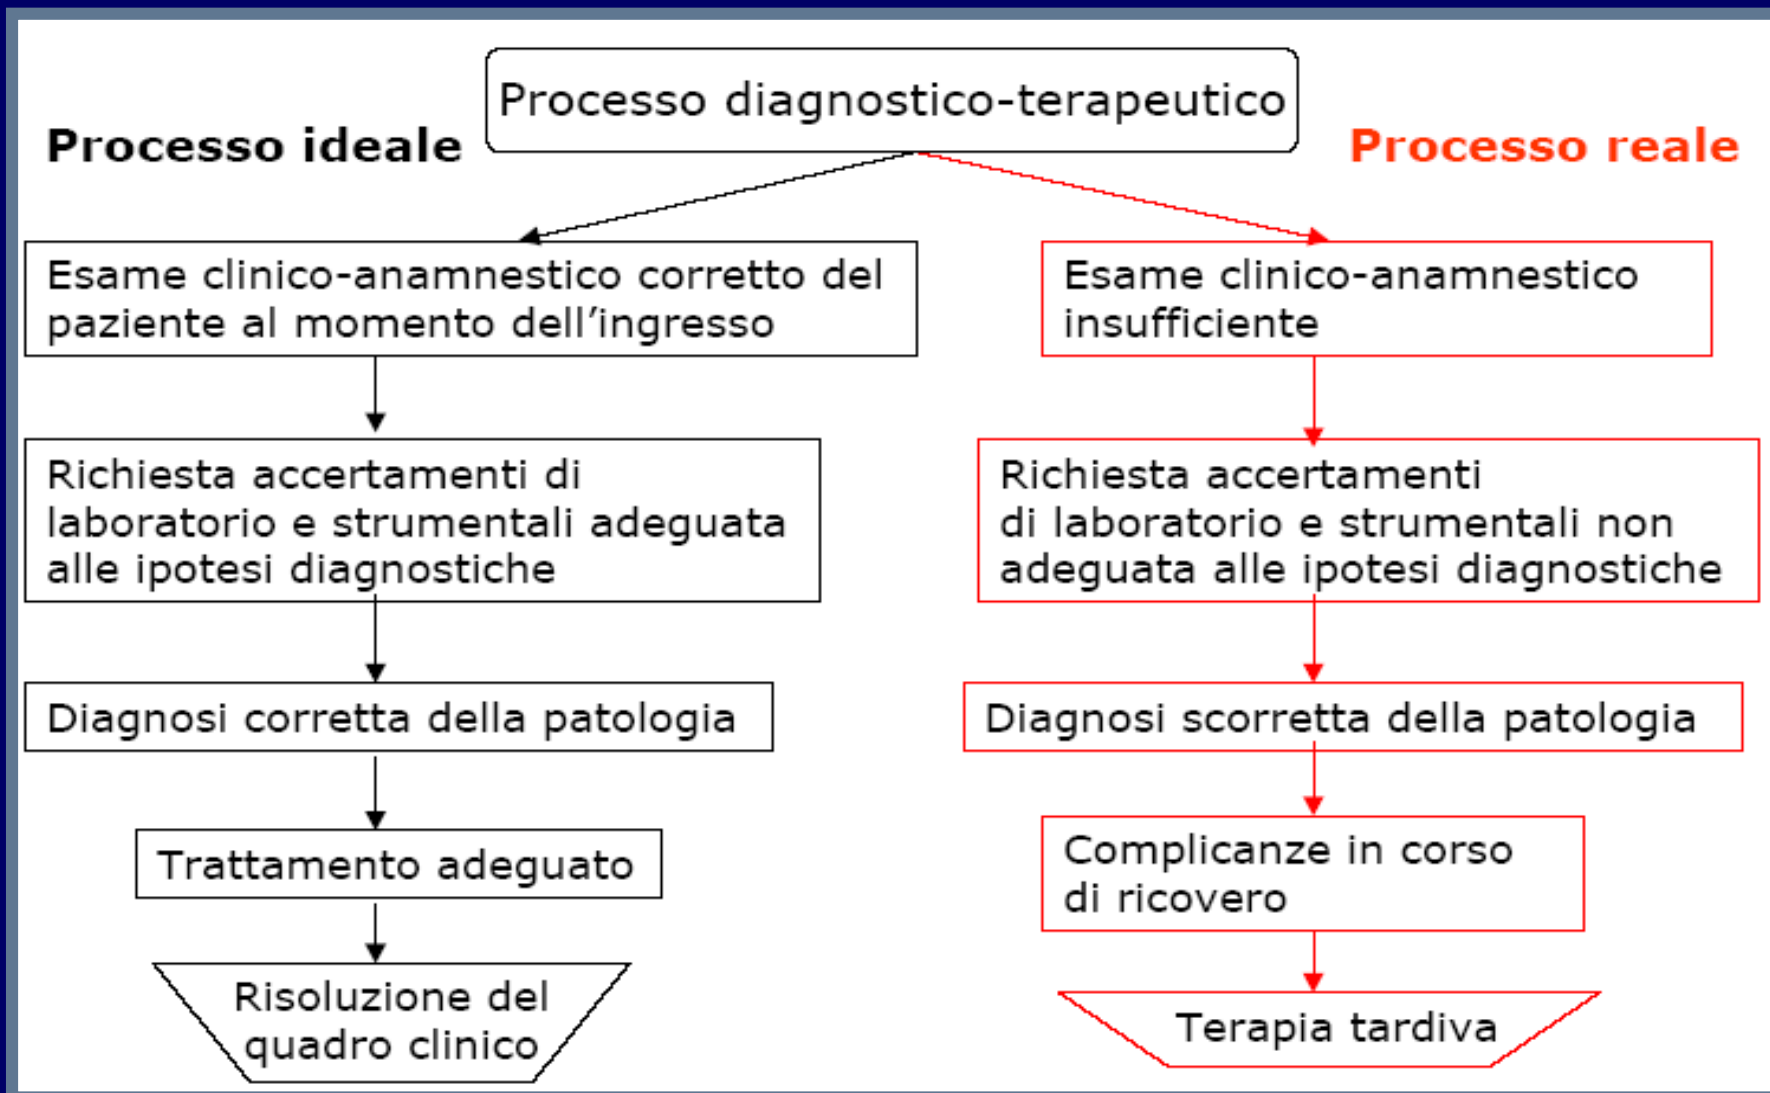 Processo diagnostico-terapeutico
Processo ideale
Processo reale
Esame clinico-anamnestico corretto del
paziente al momento dell’ingresso
Richiesta accertamenti di
laboratorio e strumentali adeguata
alle ipotesi diagnostiche
Diagnosi corretta della patologia
Trattamento adeguato
Risoluzione del
quadro clinico
Esame clinico-anamnestico
insufficiente
Richiesta accertamenti
di laboratorio e strumentali non
adeguata alle ipotesi diagnostiche
Diagnosi scorretta della patologia
Complicanze in corso
di ricovero
Terapia tardiva